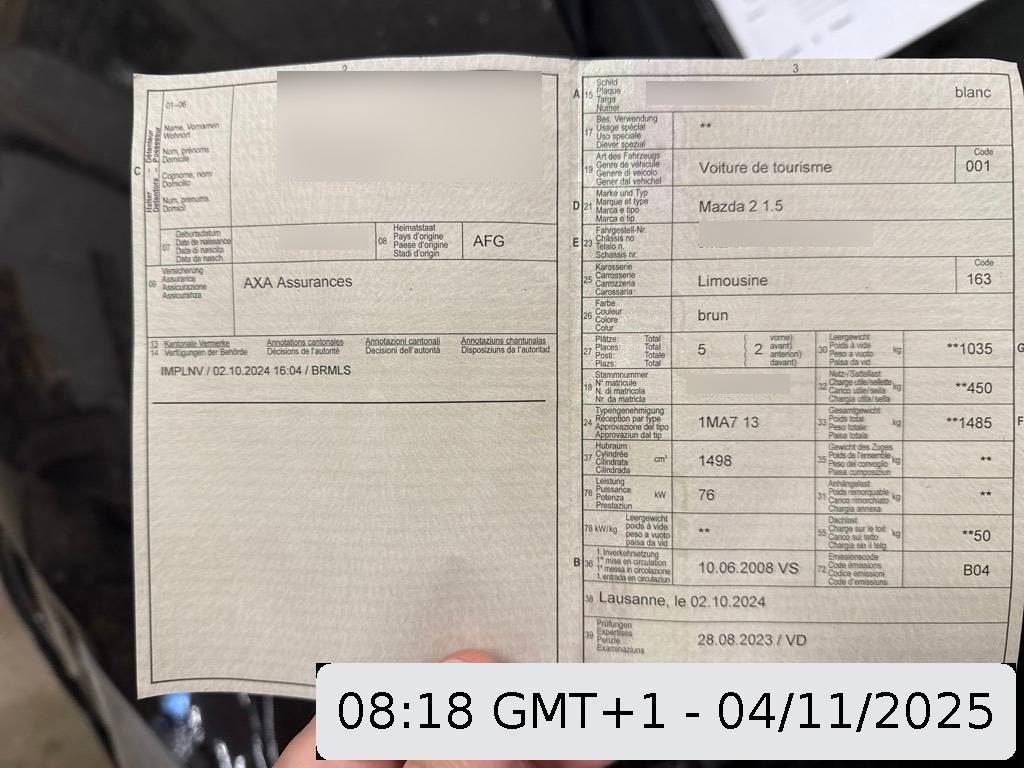 2
01–06
Name, Vornamen
Wohnort
Nom, prénoms
Domicile
Cognome, nom
Domicilio
Num, prenums
Domicil
C
Halter Détenteur
Detentore Possessur
07
Geburtsdatum
Date de naissance
Data di nascita
Data da nasch.
08
Heimatstaat
Pays d'origine
Paese d'origine
Stadi d'origin
AFG
09
Versicherung
Assurance
Assicurazione
Assicuranza
AXA Assurances
13
14
Kantonale Vermerke
Verfügungen der Behörde
Annotations cantonales
Décisions de l'autorité
Annotazioni cantonali
Decisioni dell'autorità
Annotaziuns chantunalas
Disposiziuns da l'autoritad
IMPLNV / 02.10.2024 16:04 / BRMLS
3
A 15
Schild
Plaque
Targa
Numer
blanc
17
Bes. Verwendung
Usage spécial
Uso speciale
Diever spezial
**
19
Art des Fahrzeugs
Genre de véhicule
Genere di veicolo
Gener dal vehichel
Voiture de tourisme
Code
001
D 21
Marke und Typ
Marque et type
Marca e tipo
Marca e tip
Mazda 2 1.5
E 23
Fahrgestell-Nr.
Châssis no
Telaio n.
Schassis nr.
25
Karosserie
Carrosserie
Carrozzeria
Carossaria
Limousine
Code
163
26
Farbe
Couleur
Colore
Colur
brun
27
Plätze: Total
Places: Total
Posti: Totale
Plazs: Total
5
2
vorne)
avant)
anteriori)
davant)
30
Leergewicht
Poids à vide
Peso a vuoto
Paisa da vid
kg
**1035
G
18
Stammnummer
N° matricule
N. di matricola
Nr. da matricla
32
Nutz-/Sattellast
Charge utile/sellette
Carico utile/sella
Chargia utila/sella
kg
**450
24
Typengenehmigung
Réception par type
Approvazione del tipo
Approvaziun dal tip
1MA7 13
33
Gesamtgewicht
Poids total
Peso totale
Paisa totala
kg
**1485
F
37
Hubraum
Cylindrée
Cilindrata
Cilindrada
cm³
1498
35
Gewicht des Zuges
Poids de l'ensemble
Peso del convoglio
Paisa cumposiziun
kg
**
76
Leistung
Puissance
Potenza
Prestaziun
kW
76
31
Anhängelast
Poids remorquable
Carico rimorchiato
Chargia annexa
kg
**
78 kW/kg
Leergewicht
poids à vide
peso a vuoto
paisa da vid
**
55
Dachlast
Charge sur le toit
Carico sul tetto
Chargia sin il tetg
kg
**50
B 36
1. Inverkehrsetzung
1re mise en circulation
1a messa in circolazione
1. entrada en circulaziun
10.06.2008 VS
72
Emissionscode
Code émissions
Codice emissioni
Code d'emissiuns
B04
38
Lausanne, le 02.10.2024
39
Prüfungen
Expertises
Perizie
Examinaziuns
28.08.2023 / VD
08:18 GMT+1 - 04/11/2025